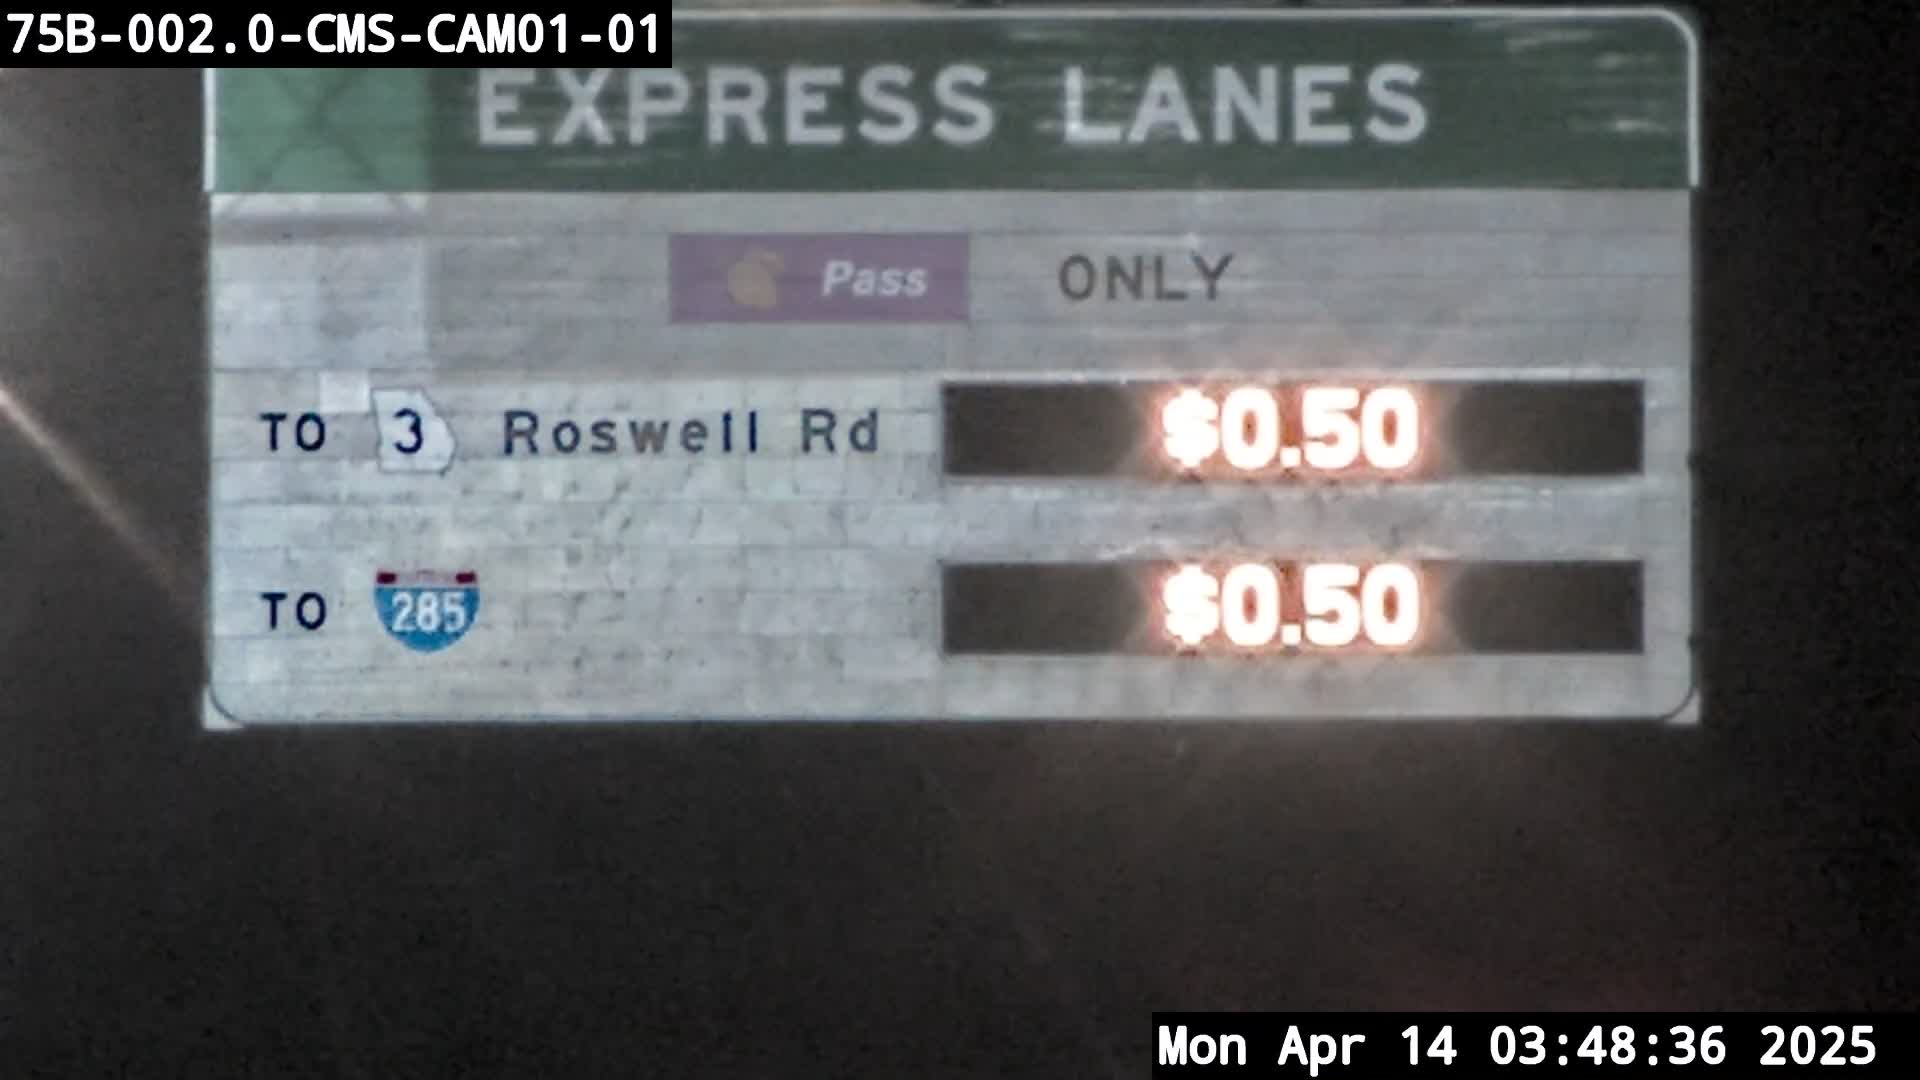 75B-002.0-CMS-CAM01-01
EXPRESS LANES
Pass ONLY
TO 3 Roswell Rd $0.50
TO 285 $0.50
Mon Apr 14 03:48:36 2025